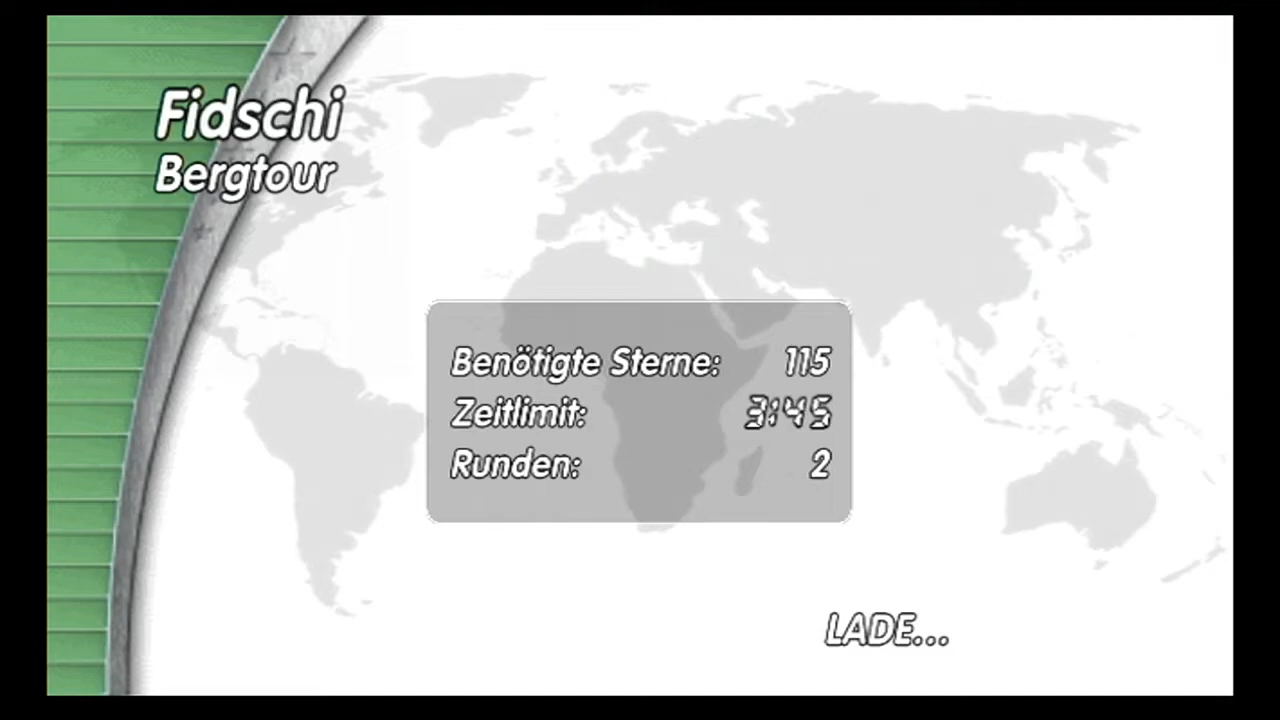 Fidschi
Bergtour
Benötigte Sterne: 115
Zeitlimit: 3:45
Runden: 2
LADE...